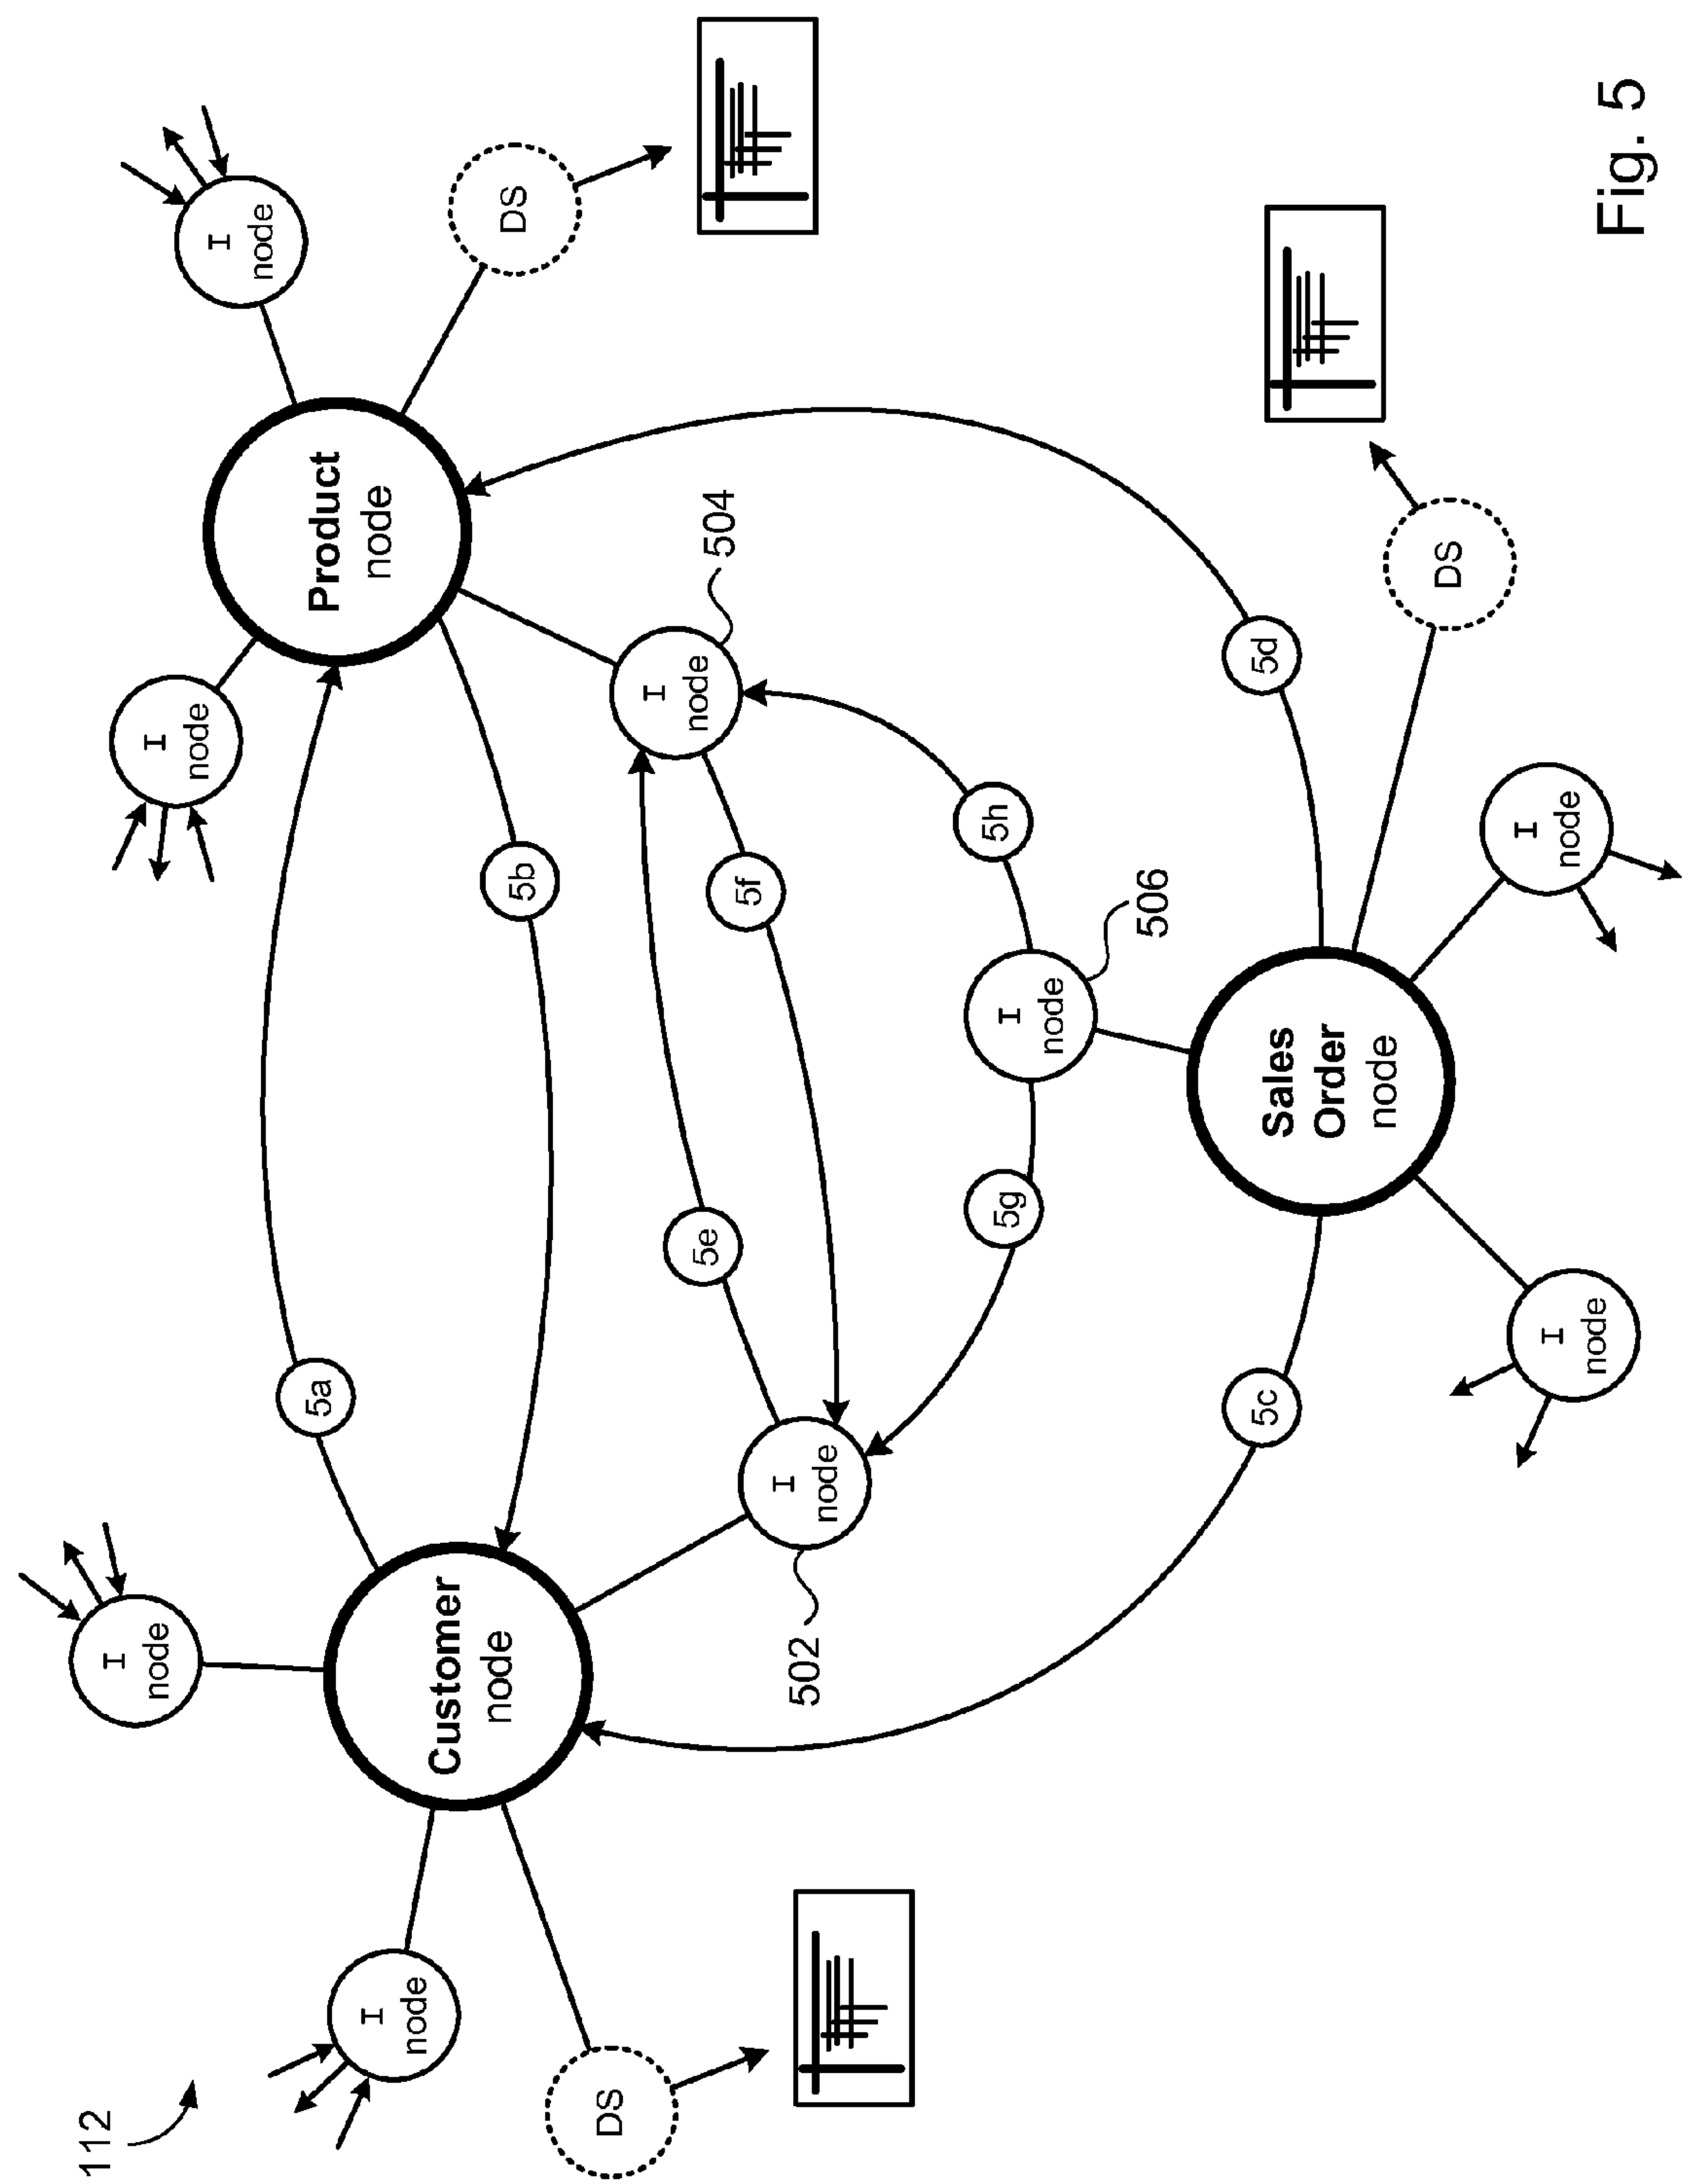 112
I
node
I
node
I
node
I
node
Customer
node
Product
node
DS
DS
5a
5b
502
I
node
5e
5f
I
node
504
5g
I
node
506
5h
5c
5d
Sales
Order
node
I
node
I
node
DS
Fig. 5